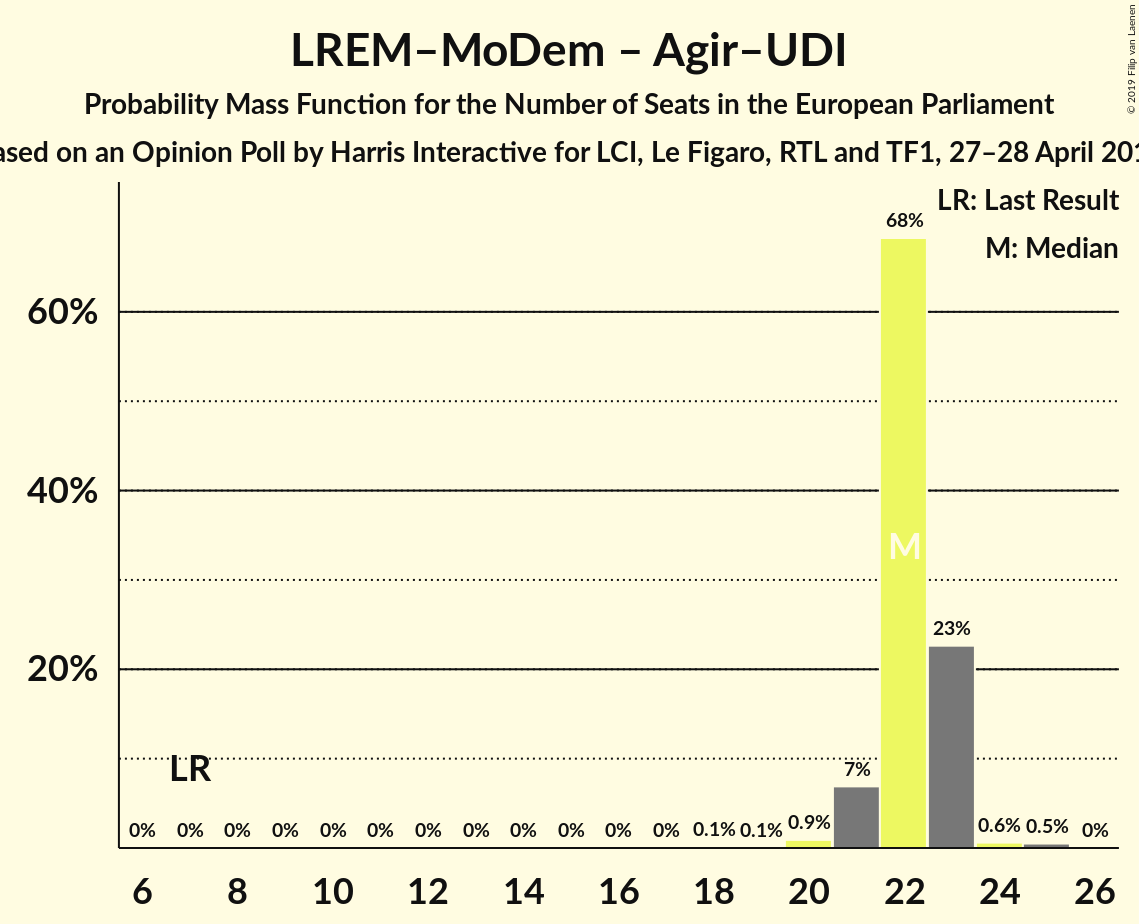 LREM–MoDem – Agir–UDI
Probability Mass Function for the Number of Seats in the European Parliament
on an Opinion Poll by Harris Interactive for LCI, Le Figaro, RTL and TF1, 27–28 April
© 2019 Filip van Laenen
LR: Last Result
M: Median
68%
60%
40%
M
23%
20%
LR
7%
0% 0% 0% 0% 0% 0% 0% 0% 0% 0% 0% 0% 0.1% 0.1% 0.9% 0.6% 0.5% 0%
6 8 10 12 14 16 18 20 22 24 26